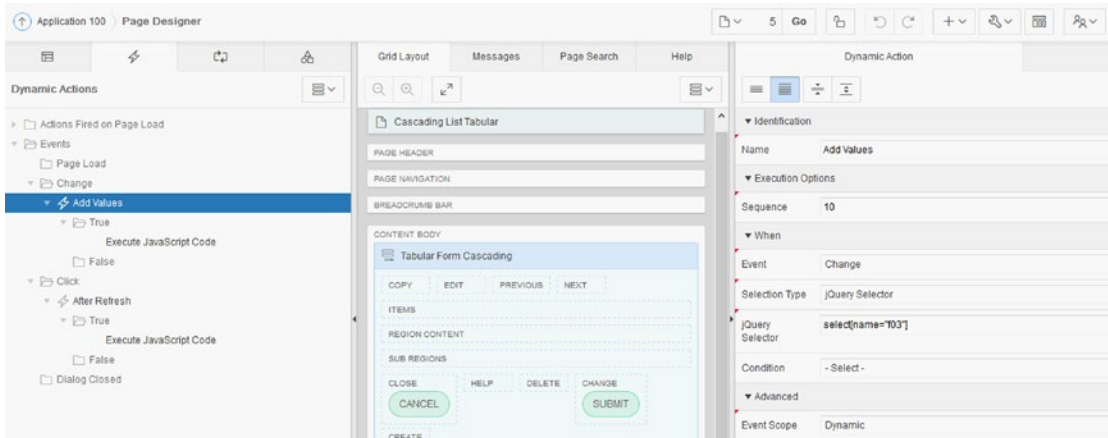 Application 100 Page Designer
5 Go
Dynamic Actions
Actions Fired on Page Load
Events
Page Load
Change
Add Values
True
Execute JavaScript Code
False
Click
After Refresh
True
Execute JavaScript Code
False
Dialog Closed
Grid Layout Messages Page Search Help
Cascading List Tabular
PAGE HEADER
PAGE NAVIGATION
BREADCRUMB BAR
CONTENT BODY
Tabular Form Cascading
COPY EDIT PREVIOUS NEXT
ITEMS
REGION CONTENT
SUB REGIONS
CLOSE HELP DELETE CHANGE
CANCEL SUBMIT
CREATE
Dynamic Action
Identification
Name Add Values
Execution Options
Sequence 10
When
Event Change
Selection Type jQuery Selector
jQuery Selector select[name="f03"]
Condition - Select -
Advanced
Event Scope Dynamic